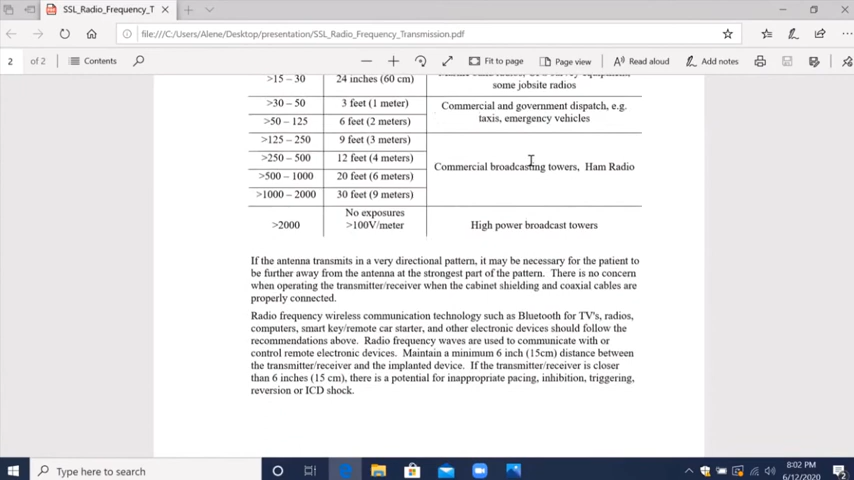 SSL_Radio_Frequency_T
file:///C:/Users/Alene/Desktop/presentation/SSL_Radio_Frequency_Transmission.pdf
2 of 2 Contents Fit to page Page view Read aloud Add notes
>15 – 30 24 inches (60 cm) some jobsite radios
>30 – 50 3 feet (1 meter) Commercial and government dispatch, e.g.
>50 – 125 6 feet (2 meters) taxis, emergency vehicles
>125 – 250 9 feet (3 meters)
>250 – 500 12 feet (4 meters)
Commercial broadcasting towers, Ham Radio
>500 – 1000 20 feet (6 meters)
>1000 – 2000 30 feet (9 meters)
No exposures
>2000 >100V/meter High power broadcast towers
If the antenna transmits in a very directional pattern, it may be necessary for the patient to
be further away from the antenna at the strongest part of the pattern. There is no concern
when operating the transmitter/receiver when the cabinet shielding and coaxial cables are
properly connected.
Radio frequency wireless communication technology such as Bluetooth for TV's, radios,
computers, smart key/remote car starter, and other electronic devices should follow the
recommendations above. Radio frequency waves are used to communicate with or
control remote electronic devices. Maintain a minimum 6 inch (15cm) distance between
the transmitter/receiver and the implanted device. If the transmitter/receiver is closer
than 6 inches (15 cm), there is a potential for inappropriate pacing, inhibition, triggering,
reversion or ICD shock.
Type here to search
8:02 PM
6/12/2020
2